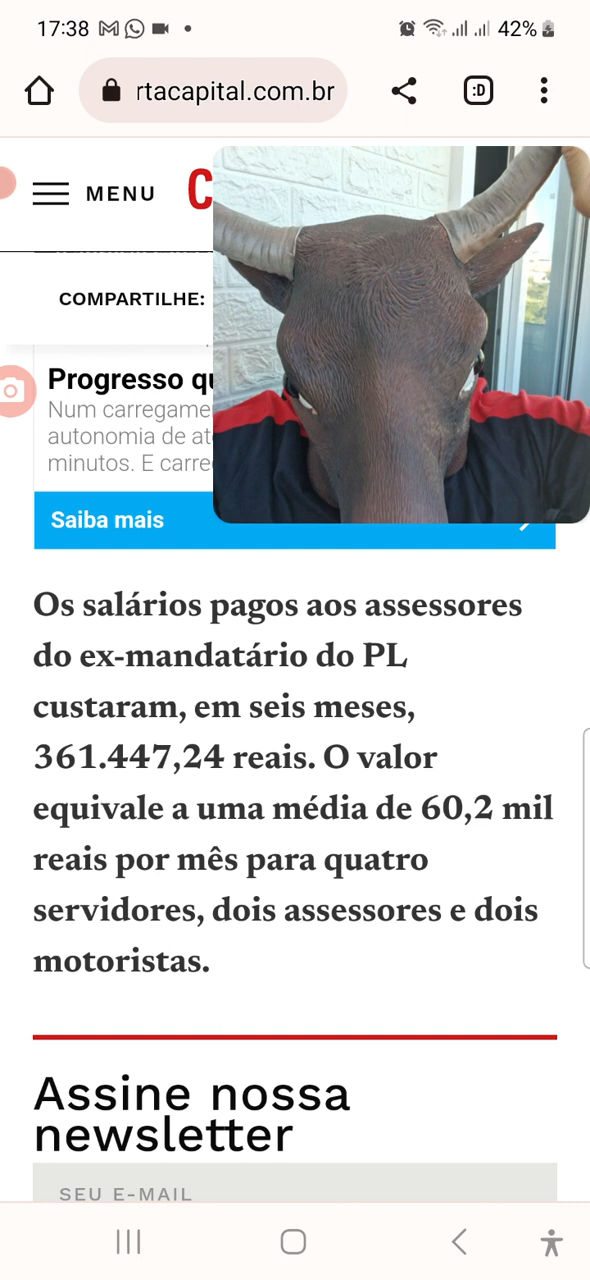 17:38
42%
rtacapital.com.br
:D
MENU
C
COMPARTILHE:
Progresso qu
Num carregame
autonomia de at
minutos. E carre
Saiba mais
Os salários pagos aos assessores
do ex-mandatário do PL
custaram, em seis meses,
361.447,24 reais. O valor
equivale a uma média de 60,2 mil
reais por mês para quatro
servidores, dois assessores e dois
motoristas.
Assine nossa
newsletter
SEU E-MAIL